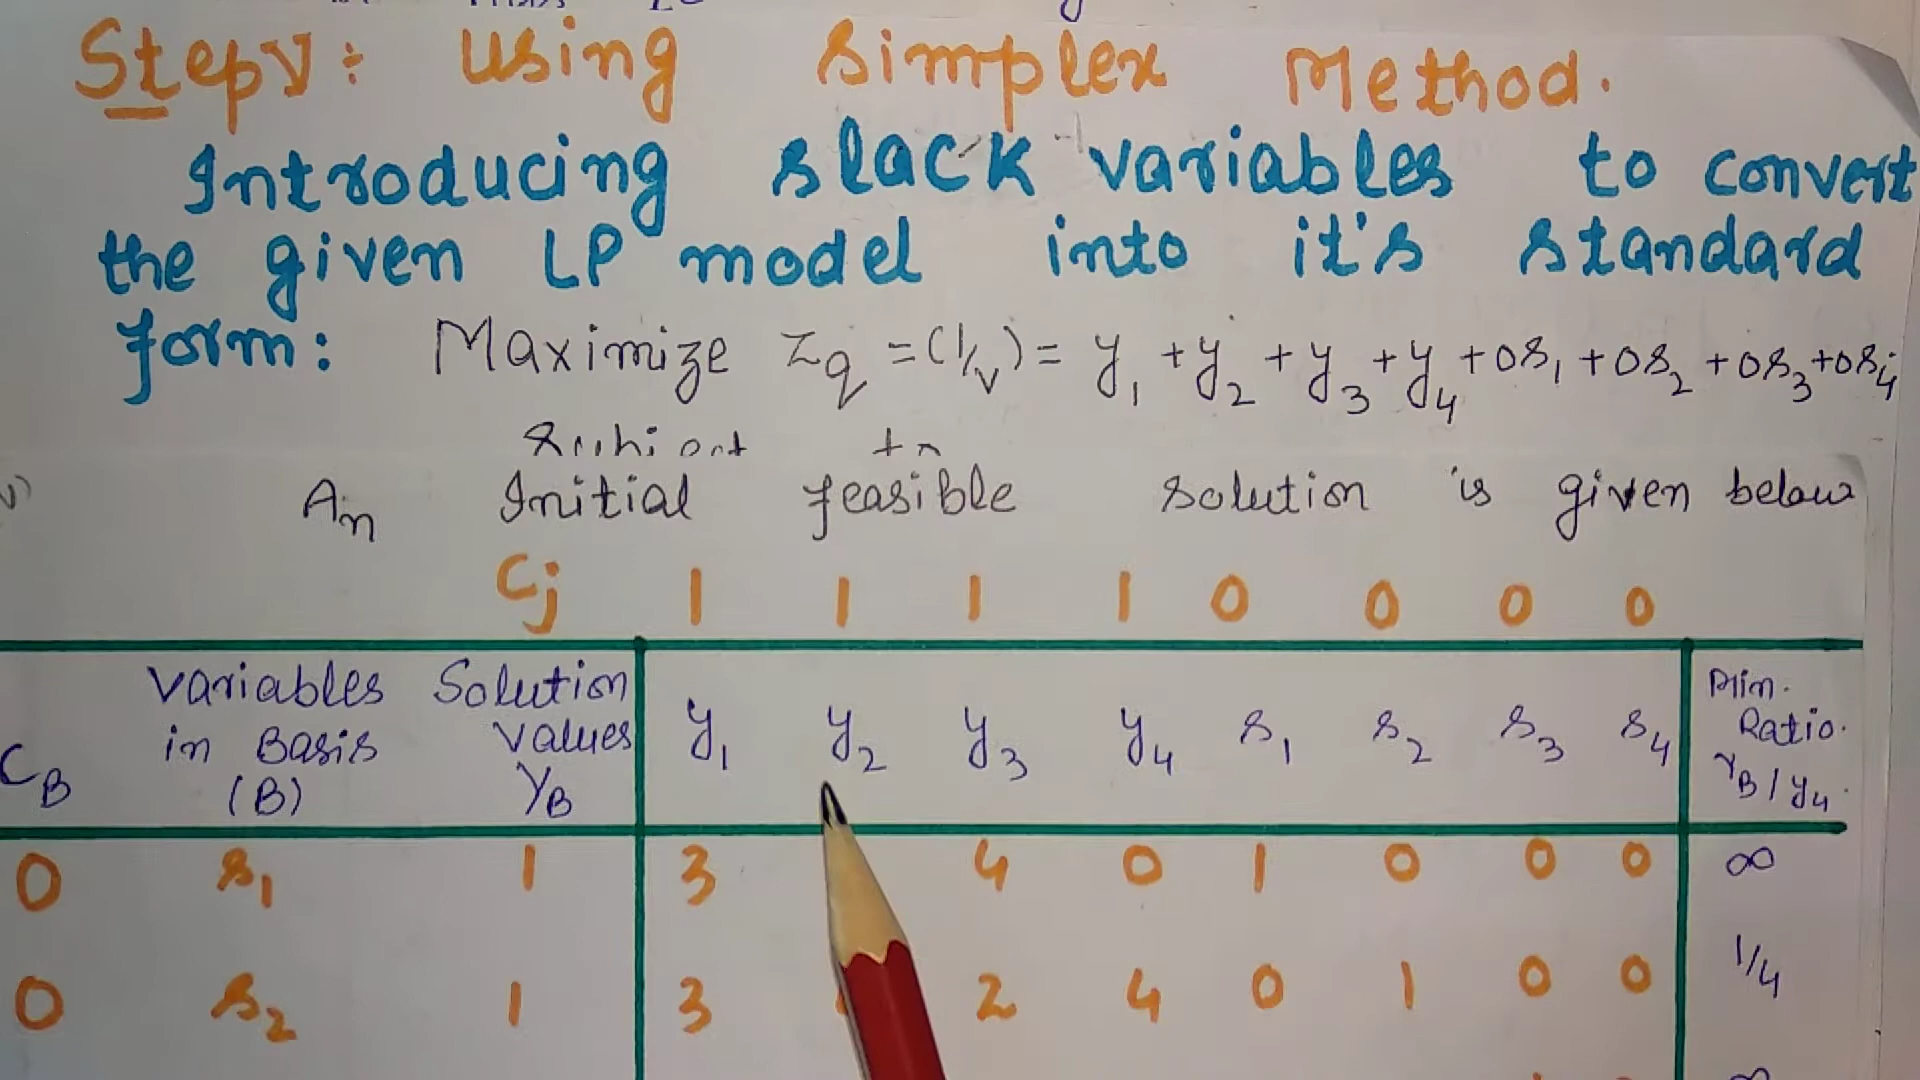 Step V: Using Simplex Method.
Introducing slack variables to convert
the given LP model into it's standard
form: Maximize Zq = (1/v) = y1 + y2 + y3 + y4 + 0s1 + 0s2 + 0s3 + 0s4
An Initial feasible solution is given below
Cj 1 1 1 1 0 0 0 0
CB Variables in Basis (B) Solution Values YB y1 y2 y3 y4 s1 s2 s3 s4 Min. Ratio. YB/y4
0 s1 1 3 4 0 1 0 0 0 ∞
0 s2 1 3 2 4 0 1 0 0 1/4